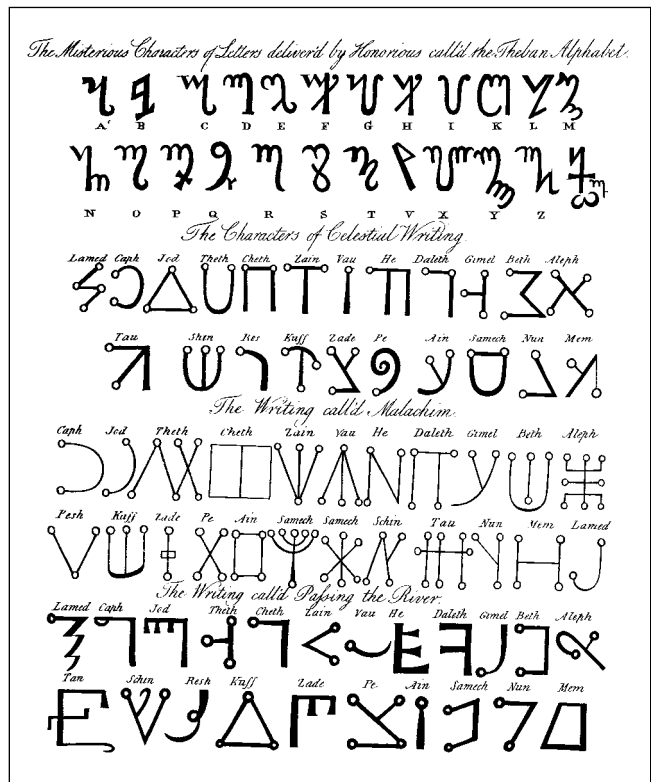 The Misterious Characters of Letters deliver'd by Honorious call'd the Theban Alphabet.
A B C D E F G H I K L M
N O P Q R S T V X Y Z
The Characters of Celestial Writing.
Lamed Caph Jod Theth Cheth Zain Vau He Daleth Gimel Beth Aleph
Tau Shin Res Kuff Zade Pe Ain Samech Nun Mem
The Writing call'd Malachim.
Caph Jod Theth Cheth Zain Vau He Daleth Gimel Beth Aleph
Resh Kuff Zade Pe Ain Samech Samech Schin Tau Nun Mem Lamed
The Writing call'd Passing the River.
Lamed Caph Jod Theth Cheth Zain Vau He Daleth Gimel Beth Aleph
Tau Schin Resh Kuff Zade Pe Ain Samech Nun Mem